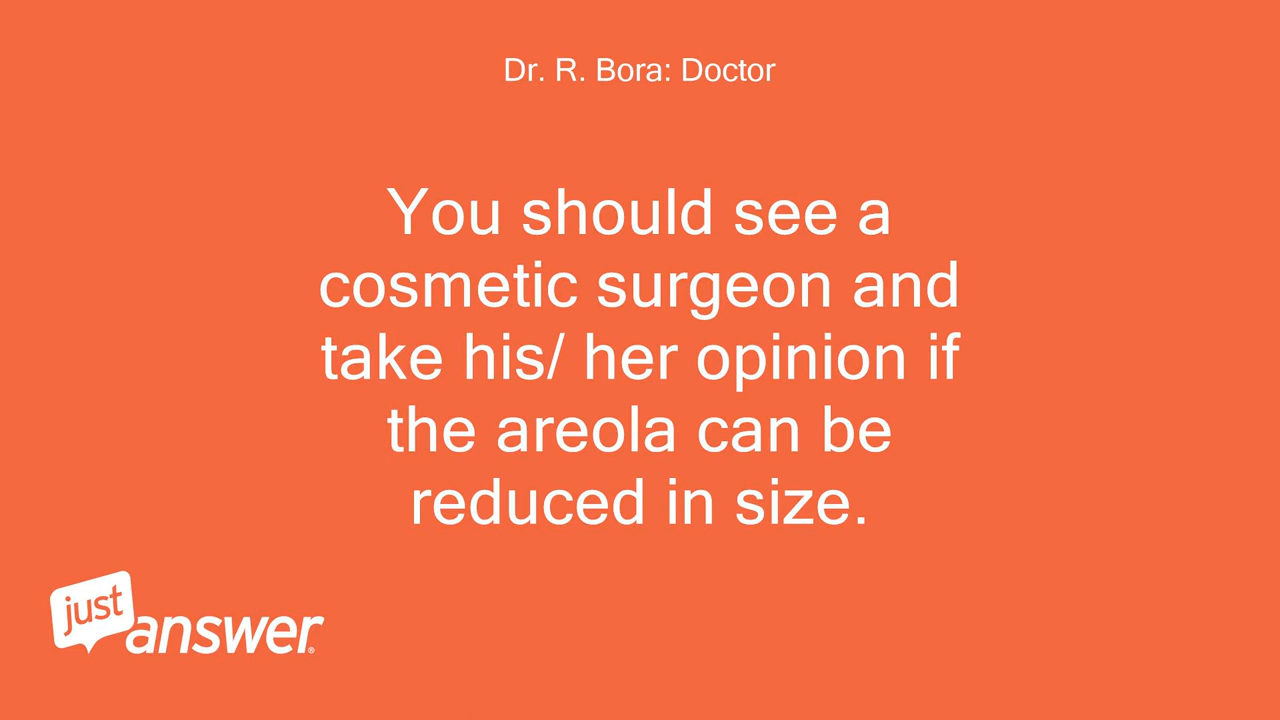 Dr. R. Bora: Doctor
You should see a
cosmetic surgeon and
take his/ her opinion if
the areola can be
reduced in size.
just
answer®